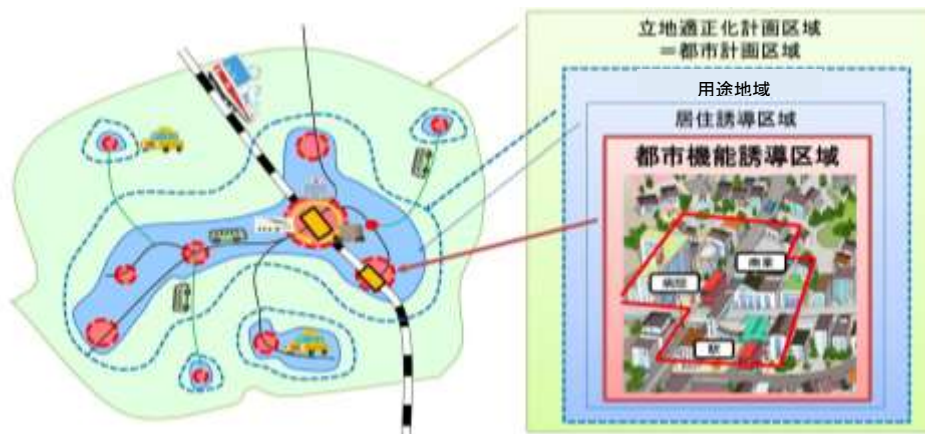 立地適正化計画区域
＝都市計画区域
用途地域
居住誘導区域
都市機能誘導区域
病院
商業
駅